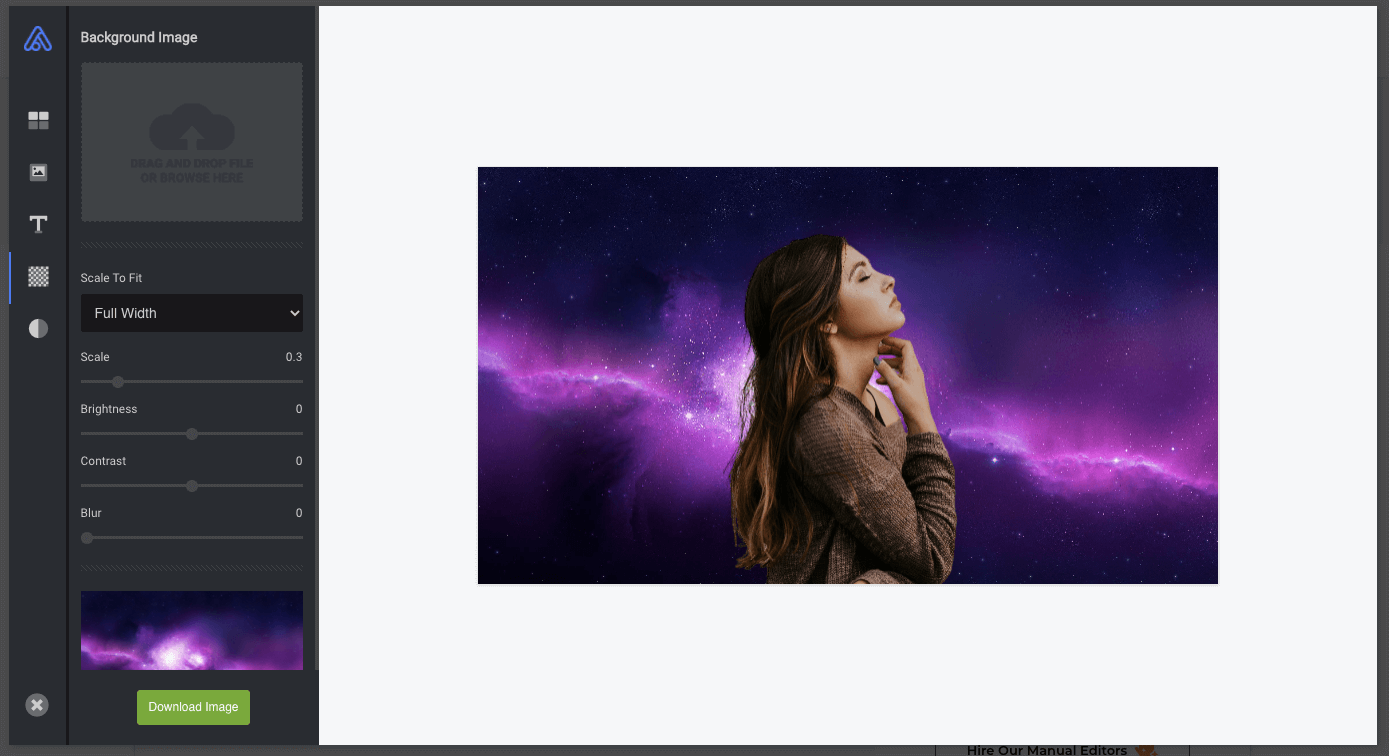 Background Image
DRAG AND DROP FILE
OR BROWSE HERE
Scale To Fit
Full Width
Scale 0.3
Brightness 0
Contrast 0
Blur 0
Download Image
Hire Our Manual Editors